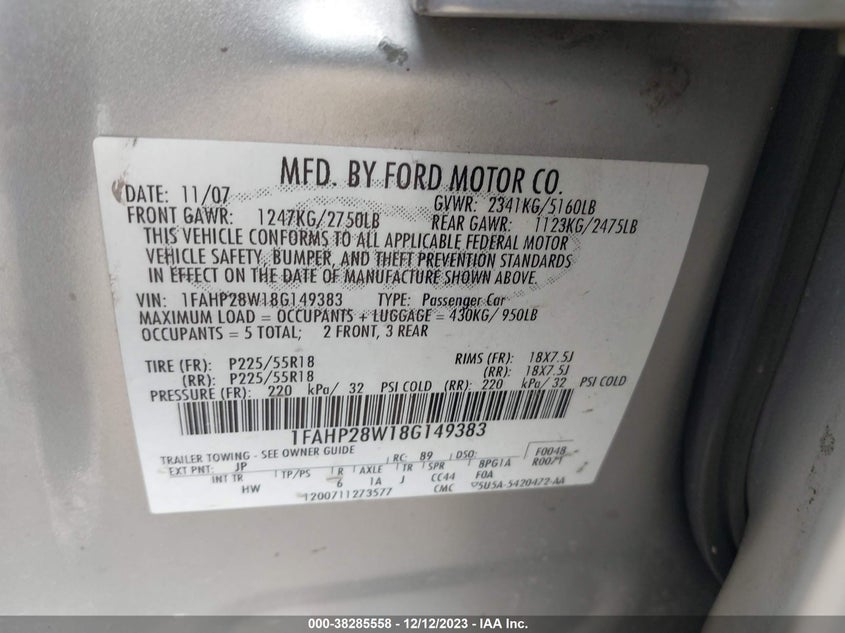 MFD. BY FORD MOTOR CO.
DATE: 11/07 GVWR: 2341KG/5160LB
FRONT GAWR: 1247KG/2750LB REAR GAWR: 1123KG/2475LB
THIS VEHICLE CONFORMS TO ALL APPLICABLE FEDERAL MOTOR
VEHICLE SAFETY, BUMPER, AND THEFT PREVENTION STANDARDS
IN EFFECT ON THE DATE OF MANUFACTURE SHOWN ABOVE.
VIN: 1FAHP28W18G149383 TYPE: Passenger Car
MAXIMUM LOAD = OCCUPANTS + LUGGAGE = 430KG/ 950LB
OCCUPANTS = 5 TOTAL; 2 FRONT, 3 REAR
TIRE (FR): P225/55R18 RIMS (FR): 18X7.5J
(RR): P225/55R18 (RR): 18X7.5J
PRESSURE (FR): 220 kPa/ 32 PSI COLD (RR): 220 kPa/ 32 PSI COLD
1FAHP28W18G149383
TRAILER TOWING - SEE OWNER GUIDE RC: 89 DSO: F0048
EXT PNT: JP INT TR TP/PS R AXLE TR SPR BPG1A R0071
HW 6 1A J CC44 F0A
1200711273577 CMC 5U5A-5420472-AA
000-38285558 - 12/12/2023 - IAA Inc.